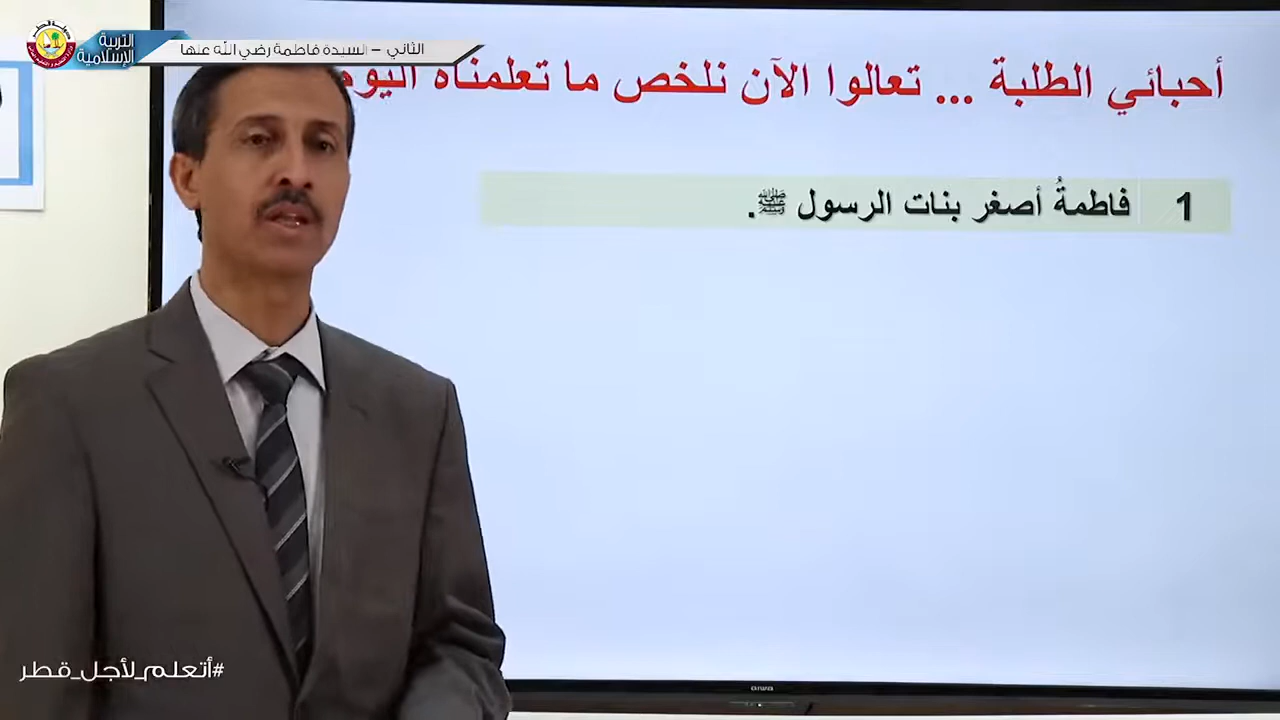 التربية
الإسلامية
الثاني - السيدة فاطمة رضي الله عنها
أحبائي الطلبة ... تعالوا الآن نلخص ما تعلمناه اليوم
1 فاطمةُ أصغر بنات الرسول ﷺ.
#أتعلم_لأجل_قطر
aiwa